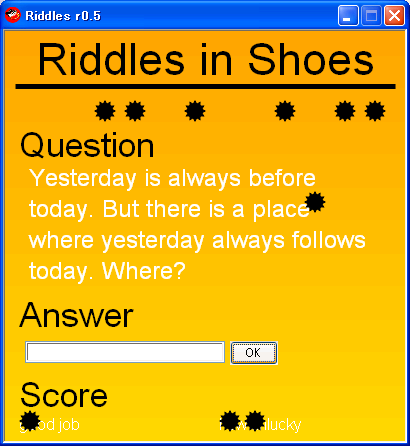 Riddles r0.5
Riddles in Shoes
Question
Yesterday is always before
today. But there is a place
where yesterday always follows
today. Where?
Answer
OK
Score
job lucky